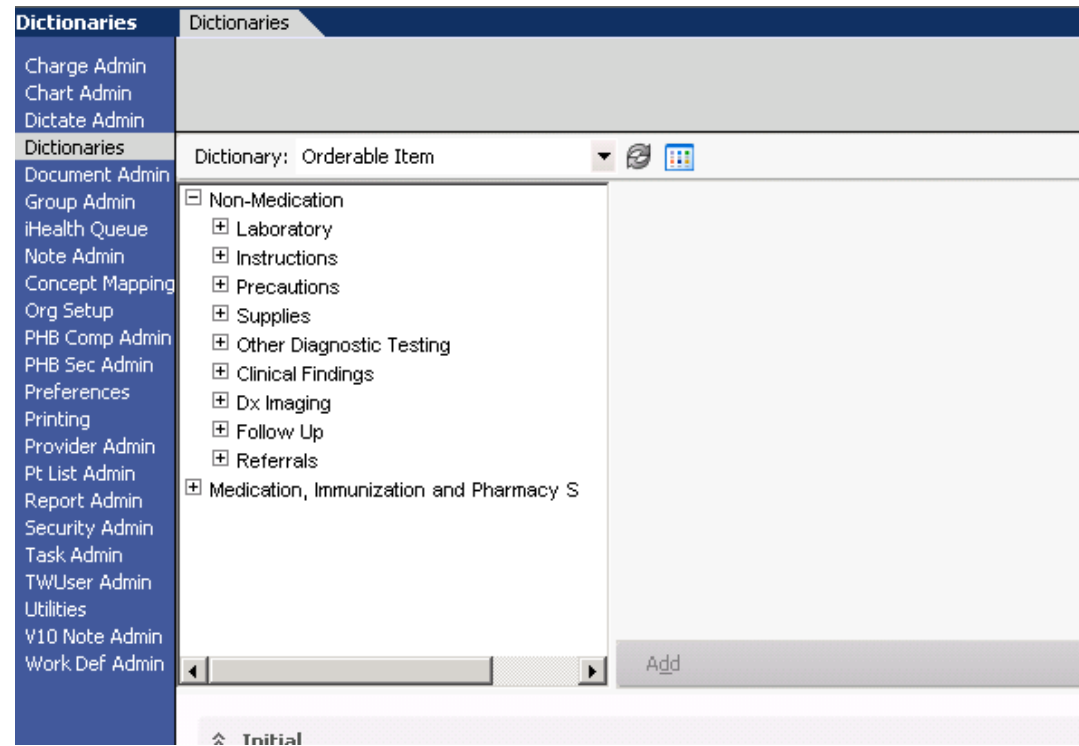 Dictionaries
Dictionaries
Charge Admin
Chart Admin
Dictate Admin
Dictionaries
Document Admin
Group Admin
iHealth Queue
Note Admin
Concept Mapping
Org Setup
PHB Comp Admin
PHB Sec Admin
Preferences
Printing
Provider Admin
Pt List Admin
Report Admin
Security Admin
Task Admin
TWUser Admin
Utilities
V10 Note Admin
Work Def Admin
Dictionary: Orderable Item
Non-Medication
Laboratory
Instructions
Precautions
Supplies
Other Diagnostic Testing
Clinical Findings
Dx Imaging
Follow Up
Referrals
Medication, Immunization and Pharmacy S
Add
Initial